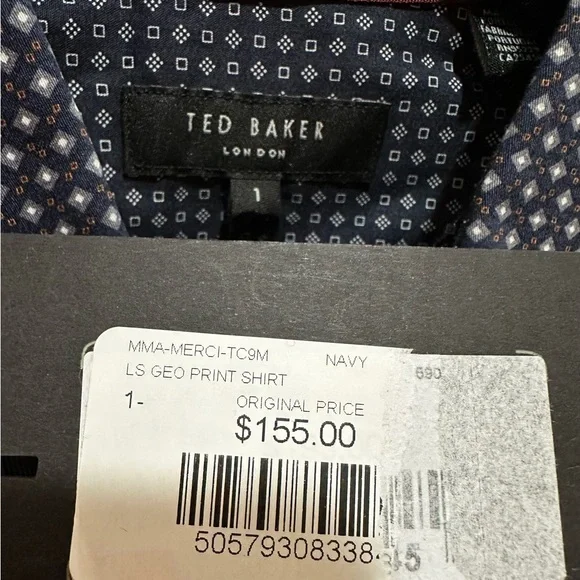 TED BAKER
LONDON
1
MMA-MERCI-TC9M NAVY 690
LS GEO PRINT SHIRT
1- ORIGINAL PRICE
$155.00
50579308338